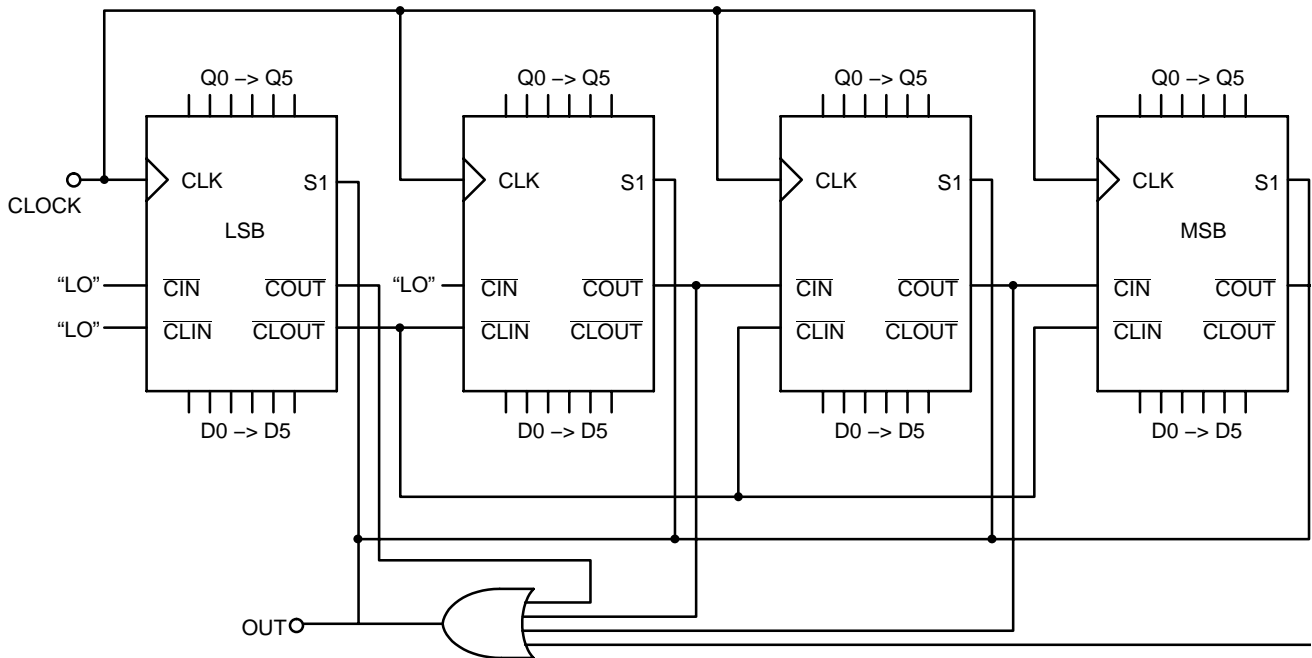 Q0 –> Q5
Q0 –> Q5
Q0 –> Q5
Q0 –> Q5
CLK
S1
CLK
S1
CLK
S1
CLK
S1
CLOCK
LSB
MSB
“LO”
CIN
COUT
“LO”
CIN
COUT
CIN
COUT
CIN
COUT
“LO”
CLIN
CLOUT
CLIN
CLOUT
CLIN
CLOUT
CLIN
CLOUT
D0 –> D5
D0 –> D5
D0 –> D5
D0 –> D5
OUT